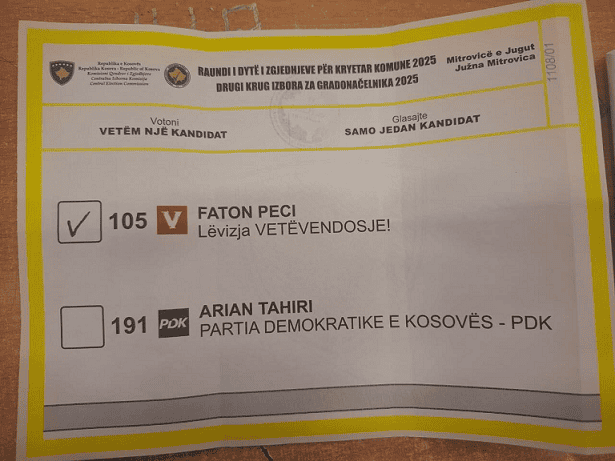 Republika e Kosovës
Republika Kosova - Republic of Kosovo
Komisioni Qendror i Zgjedhjeve
Centralna Izborna Komisija
Central Election Commission
RAUNDI I DYTË I ZGJEDHJEVE PËR KRYETAR KOMUNE 2025
DRUGI KRUG IZBORA ZA GRADONAČELNIKA 2025
Mitrovicë e Jugut
Južna Mitrovica
1108/01
Votoni
VETËM NJË KANDIDAT
Glasajte
SAMO JEDAN KANDIDAT
105 V FATON PECI
Lëvizja VETËVENDOSJE!
191 PDK ARIAN TAHIRI
PARTIA DEMOKRATIKE E KOSOVËS - PDK